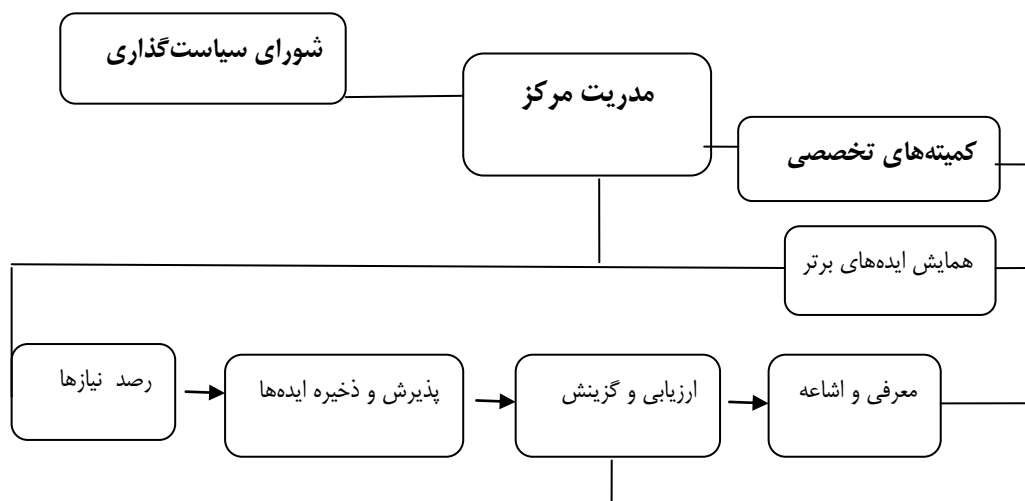 شورای سیاست‌گذاری
مدریت مرکز
کمیته‌های تخصصی
همایش ایده‌های برتر
رصد نیازها
پذیرش و ذخیره ایده‌ها
ارزیابی و گزینش
معرفی و اشاعه